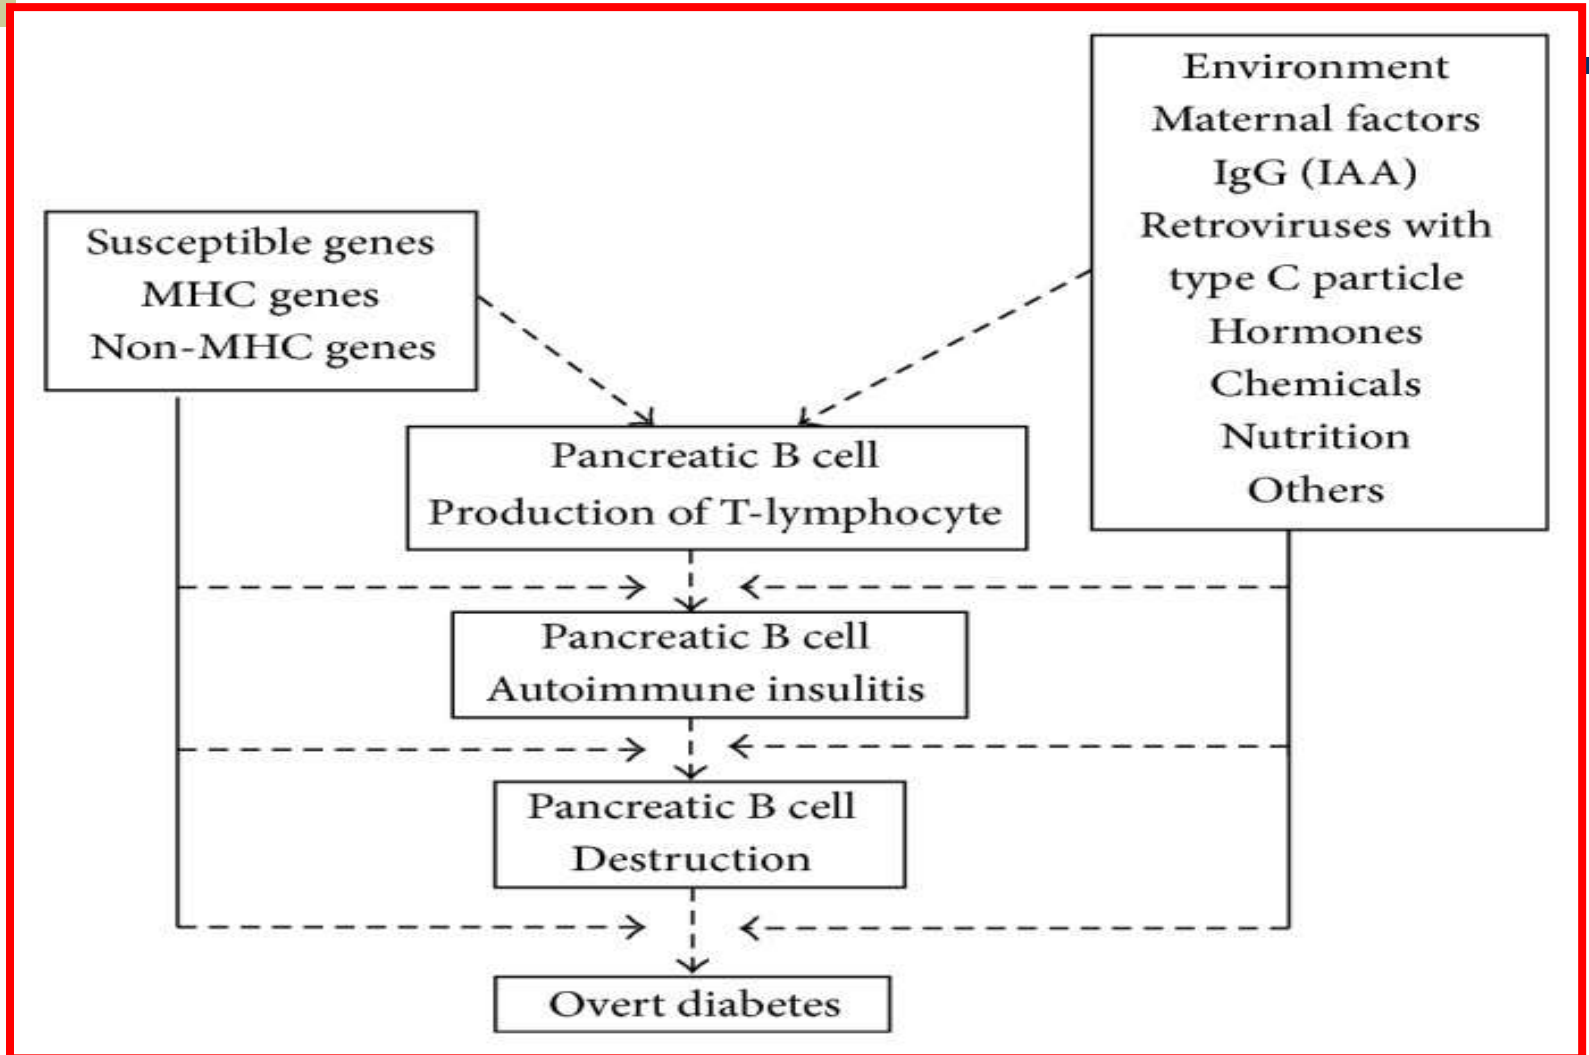 Susceptible genes
MHC genes
Non-MHC genes
Environment
Maternal factors
IgG (IAA)
Retroviruses with
type C particle
Hormones
Chemicals
Nutrition
Others
Pancreatic B cell
Production of T-lymphocyte
Pancreatic B cell
Autoimmune insulitis
Pancreatic B cell
Destruction
Overt diabetes